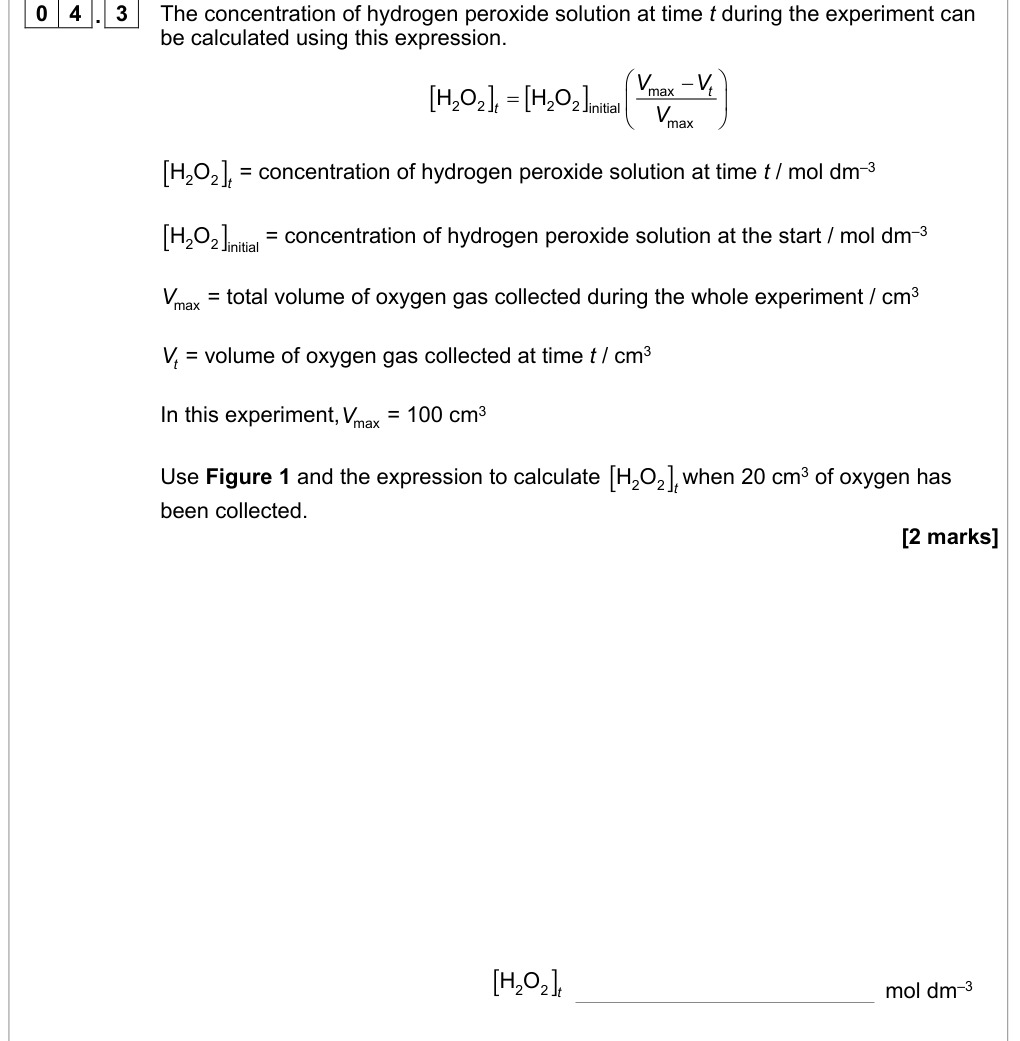 0 4 . 3 The concentration of hydrogen peroxide solution at time t during the experiment can
be calculated using this expression.
[H₂O₂]ₜ = [H₂O₂]initial (Vmax − Vₜ / Vmax)
[H₂O₂]ₜ = concentration of hydrogen peroxide solution at time t / mol dm⁻³
[H₂O₂]initial = concentration of hydrogen peroxide solution at the start / mol dm⁻³
Vmax = total volume of oxygen gas collected during the whole experiment / cm³
Vₜ = volume of oxygen gas collected at time t / cm³
In this experiment, Vmax = 100 cm³
Use Figure 1 and the expression to calculate [H₂O₂]ₜ when 20 cm³ of oxygen has
been collected.
[2 marks]
[H₂O₂]ₜ ____________ mol dm⁻³